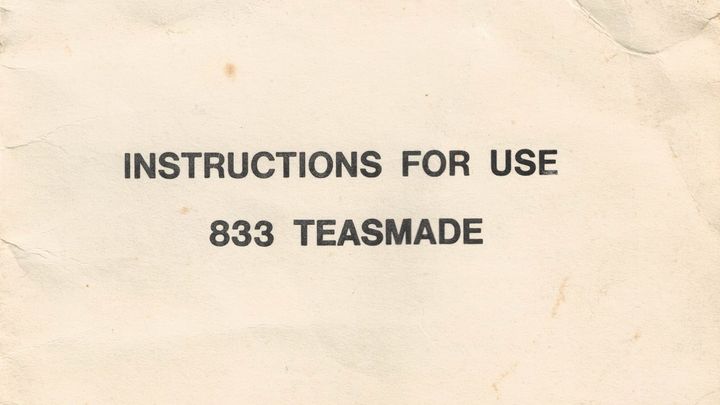 INSTRUCTIONS FOR USE
833 TEASMADE